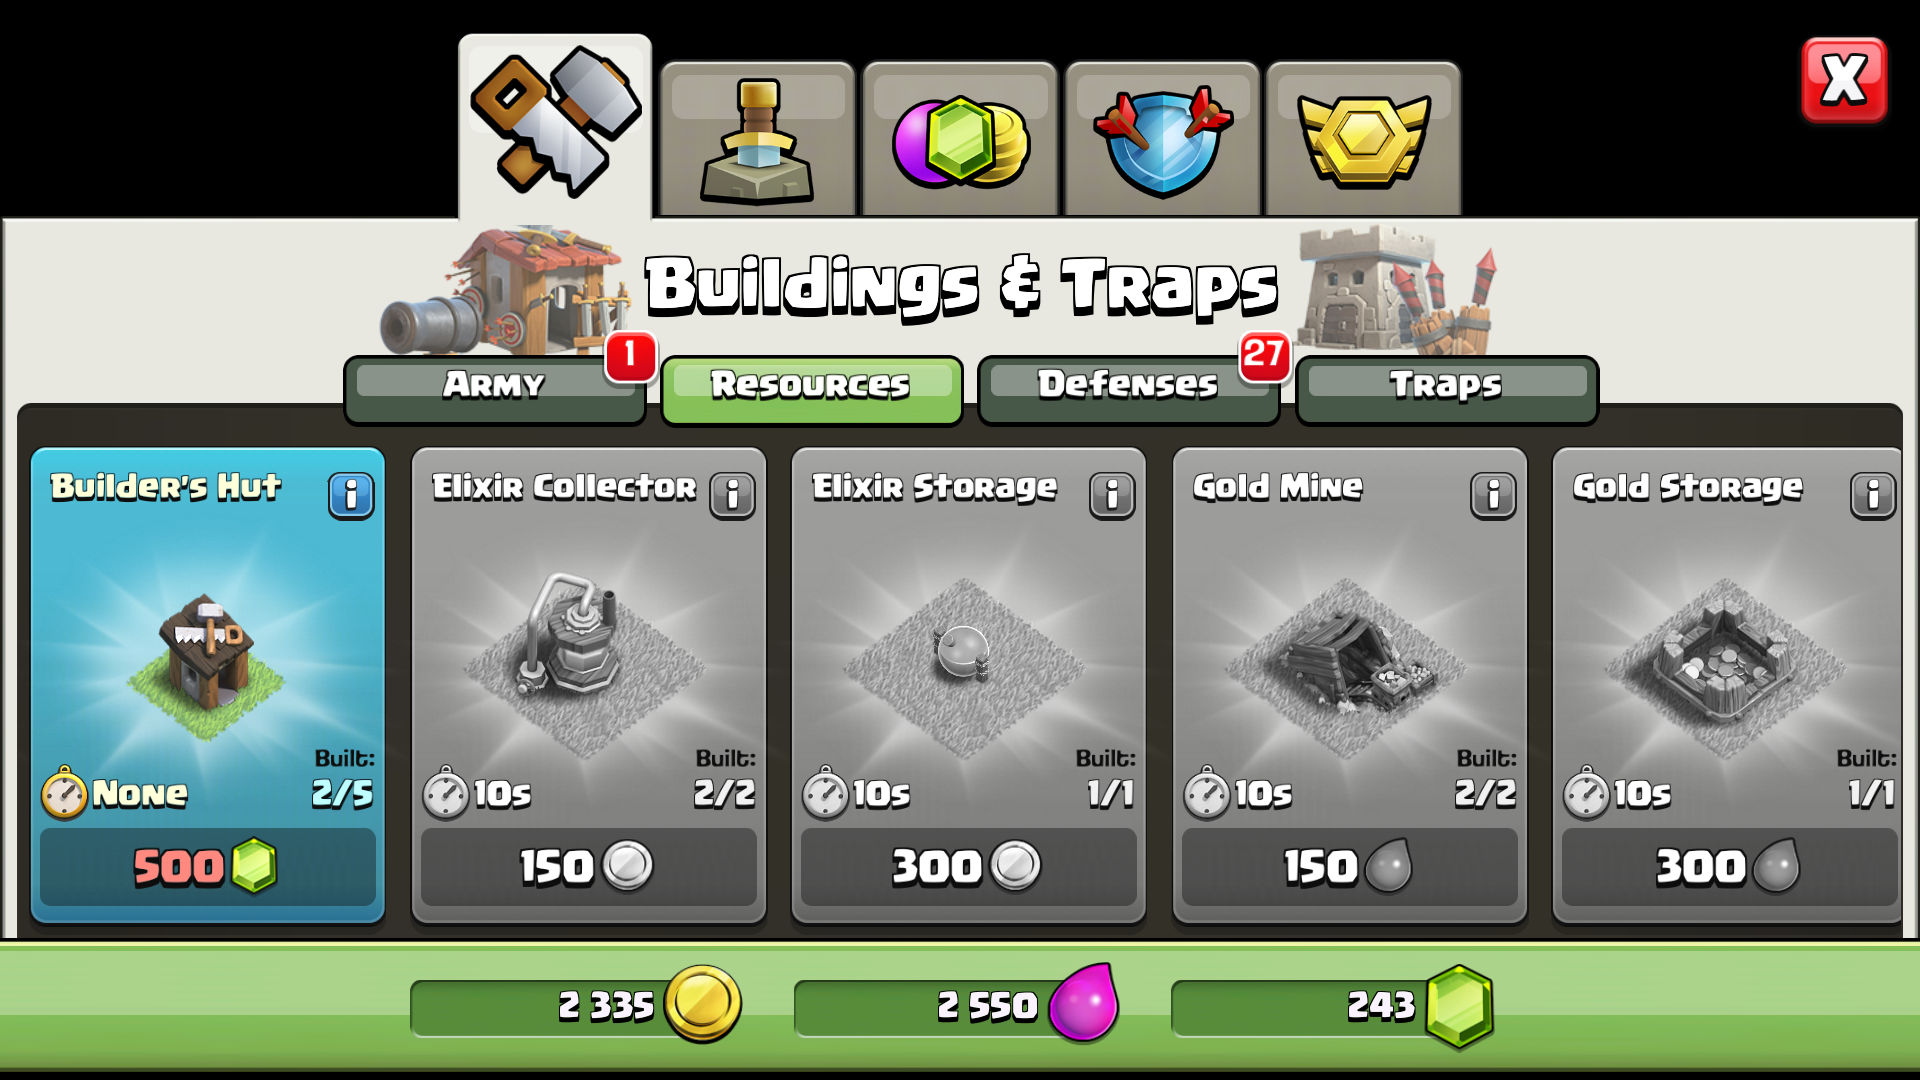 X
Buildings & Traps
Army
1
Resources
Defenses
27
Traps
Builder's Hut
i
Built:
None
2/5
500
Elixir Collector
i
Built:
10s
2/2
150
Elixir Storage
i
Built:
10s
1/1
300
Gold Mine
i
Built:
10s
2/2
150
Gold Storage
i
Built:
10s
1/1
300
2 335
2 550
243